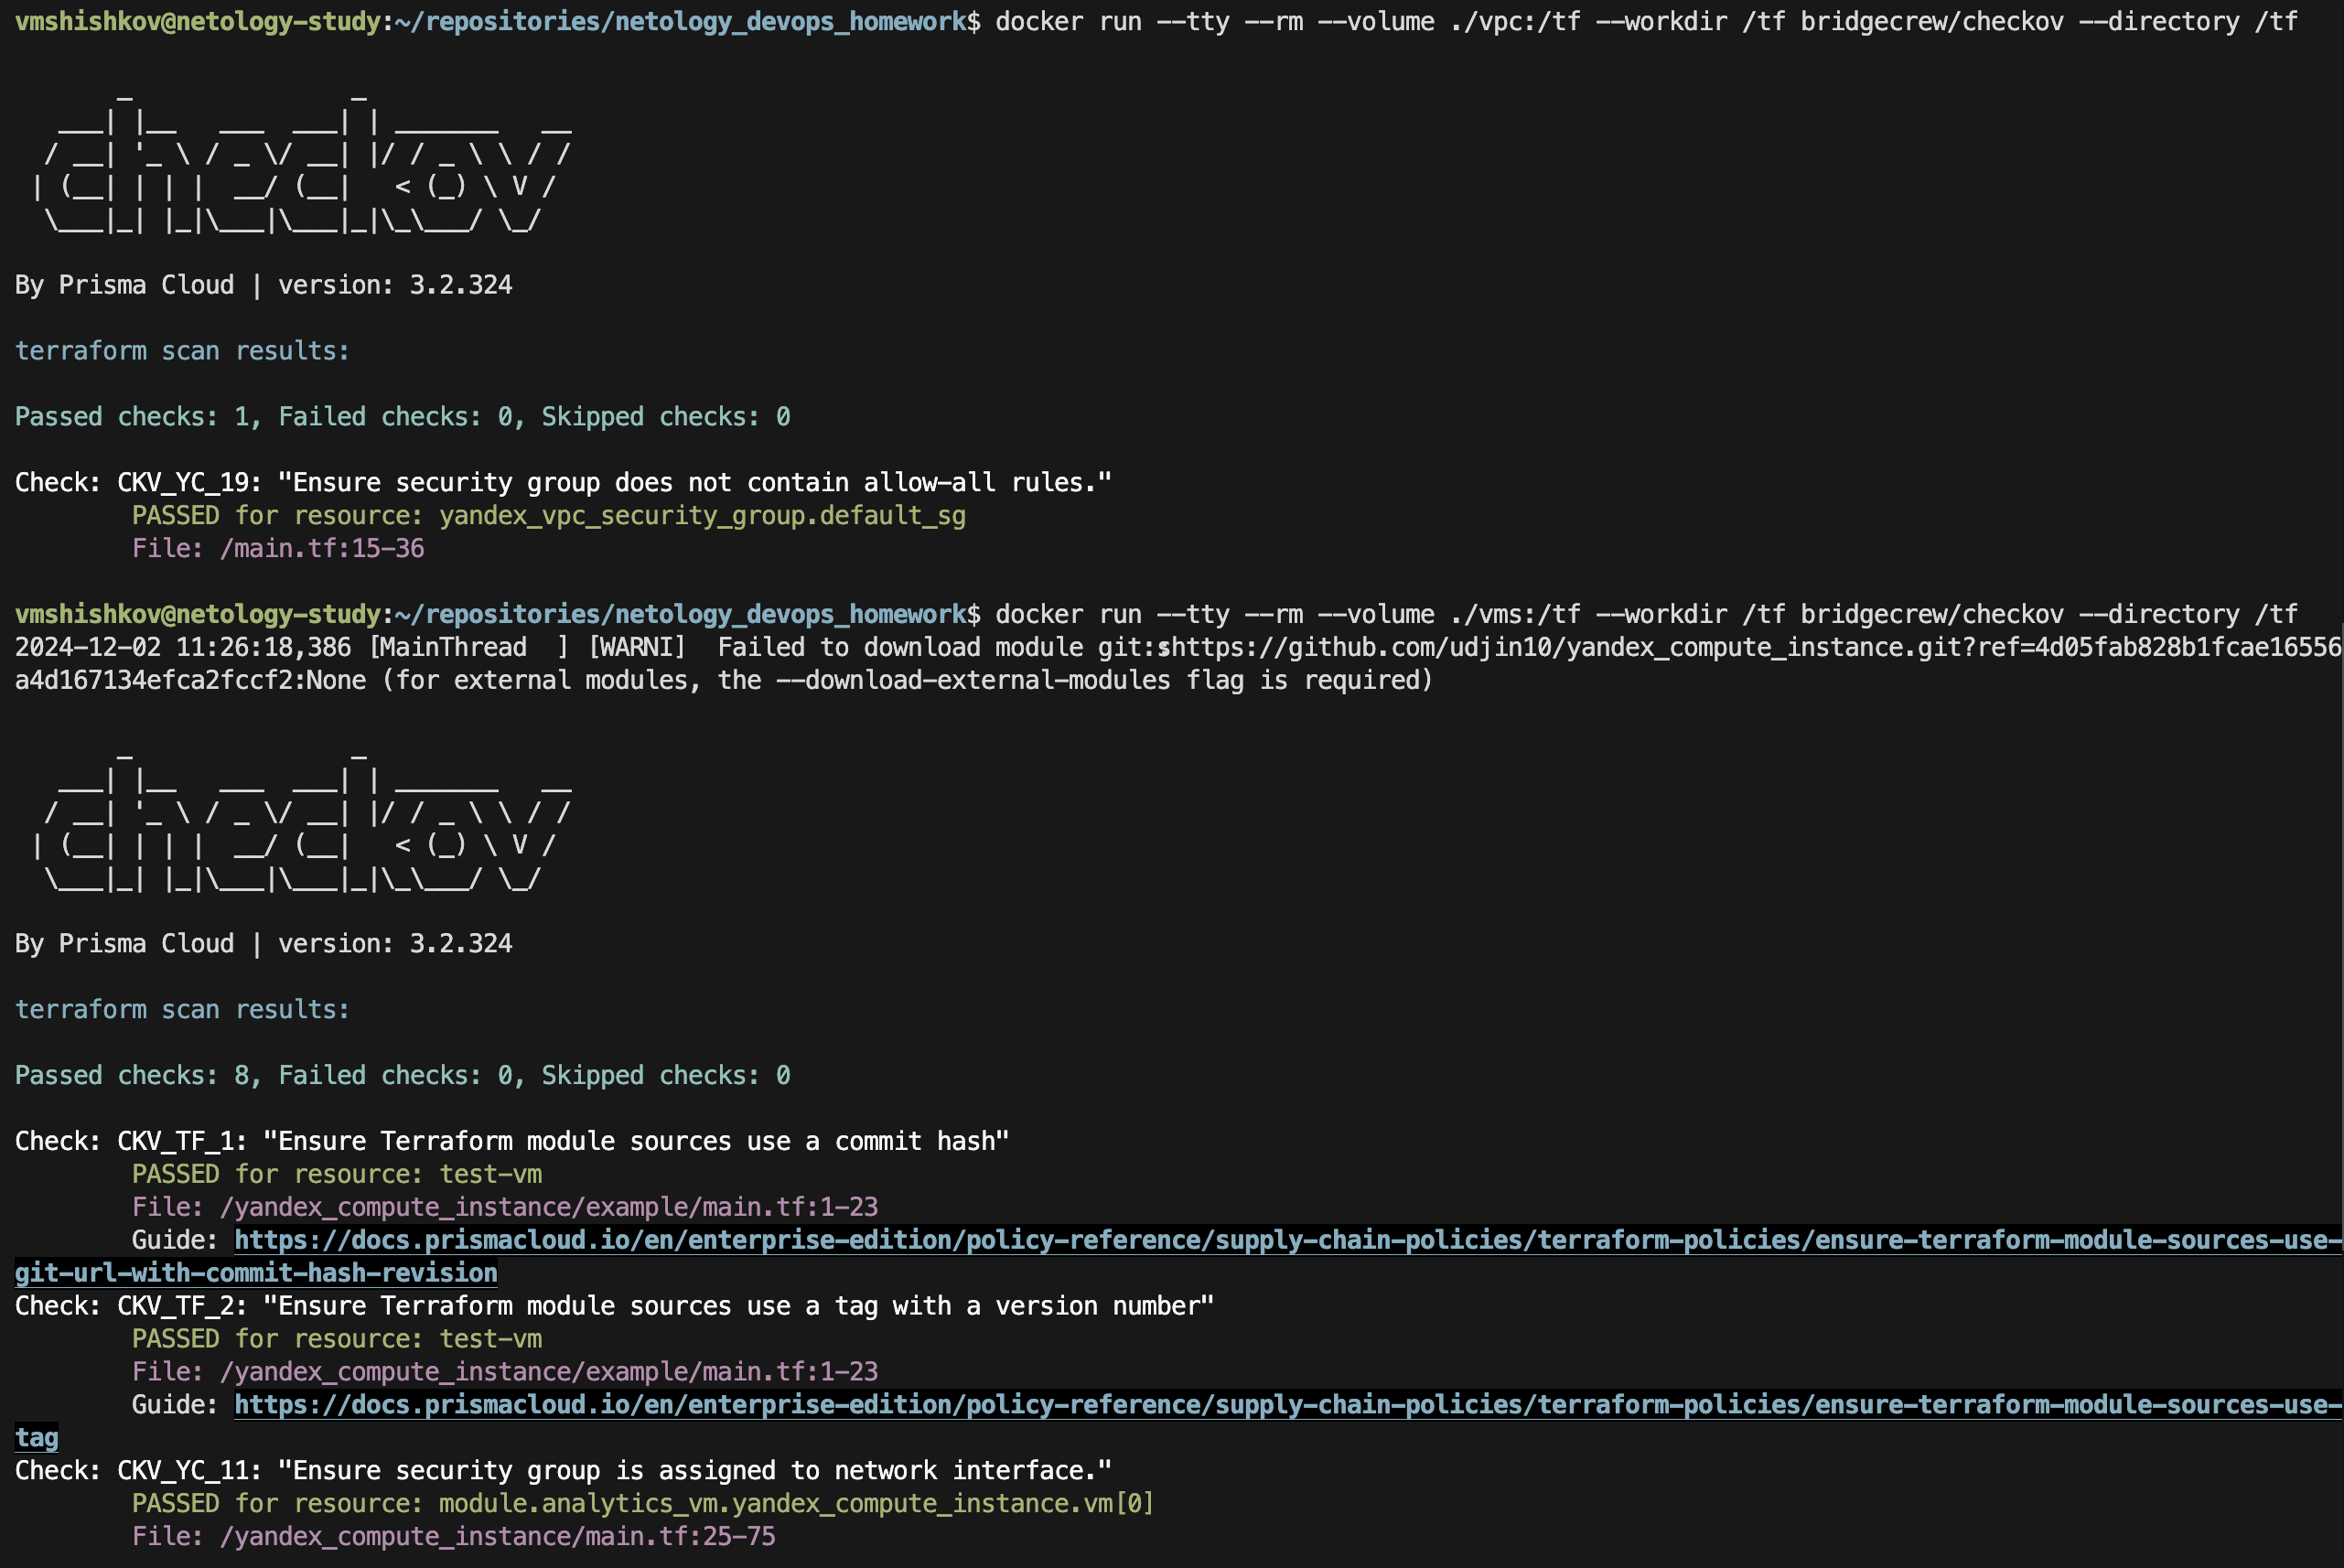 vmshishkov@netology-study:~/repositories/netology_devops_homework$ docker run --tty --rm --volume ./vpc:/tf --workdir /tf bridgecrew/checkov --directory /tf
       _               _
   ___| |__   ___  ___| | _______   __
  / __| '_ \ / _ \/ __| |/ / _ \ \ / /
 | (__| | | |  __/ (__|   < (_) \ V /
  \___|_| |_|\___|\___|_|\_\___/ \_/
By Prisma Cloud | version: 3.2.324
terraform scan results:
Passed checks: 1, Failed checks: 0, Skipped checks: 0
Check: CKV_YC_19: "Ensure security group does not contain allow-all rules."
PASSED for resource: yandex_vpc_security_group.default_sg
File: /main.tf:15-36
vmshishkov@netology-study:~/repositories/netology_devops_homework$ docker run --tty --rm --volume ./vms:/tf --workdir /tf bridgecrew/checkov --directory /tf
2024-12-02 11:26:18,386 [MainThread  ] [WARNI]  Failed to download module git::https://github.com/udjin10/yandex_compute_instance.git?ref=4d05fab828b1fcae16556
a4d167134efca2fccf2:None (for external modules, the --download-external-modules flag is required)
       _               _
   ___| |__   ___  ___| | _______   __
  / __| '_ \ / _ \/ __| |/ / _ \ \ / /
 | (__| | | |  __/ (__|   < (_) \ V /
  \___|_| |_|\___|\___|_|\_\___/ \_/
By Prisma Cloud | version: 3.2.324
terraform scan results:
Passed checks: 8, Failed checks: 0, Skipped checks: 0
Check: CKV_TF_1: "Ensure Terraform module sources use a commit hash"
PASSED for resource: test-vm
File: /yandex_compute_instance/example/main.tf:1-23
Guide: https://docs.prismacloud.io/en/enterprise-edition/policy-reference/supply-chain-policies/terraform-policies/ensure-terraform-module-sources-use-
git-url-with-commit-hash-revision
Check: CKV_TF_2: "Ensure Terraform module sources use a tag with a version number"
PASSED for resource: test-vm
File: /yandex_compute_instance/example/main.tf:1-23
Guide: https://docs.prismacloud.io/en/enterprise-edition/policy-reference/supply-chain-policies/terraform-policies/ensure-terraform-module-sources-use-
tag
Check: CKV_YC_11: "Ensure security group is assigned to network interface."
PASSED for resource: module.analytics_vm.yandex_compute_instance.vm[0]
File: /yandex_compute_instance/main.tf:25-75